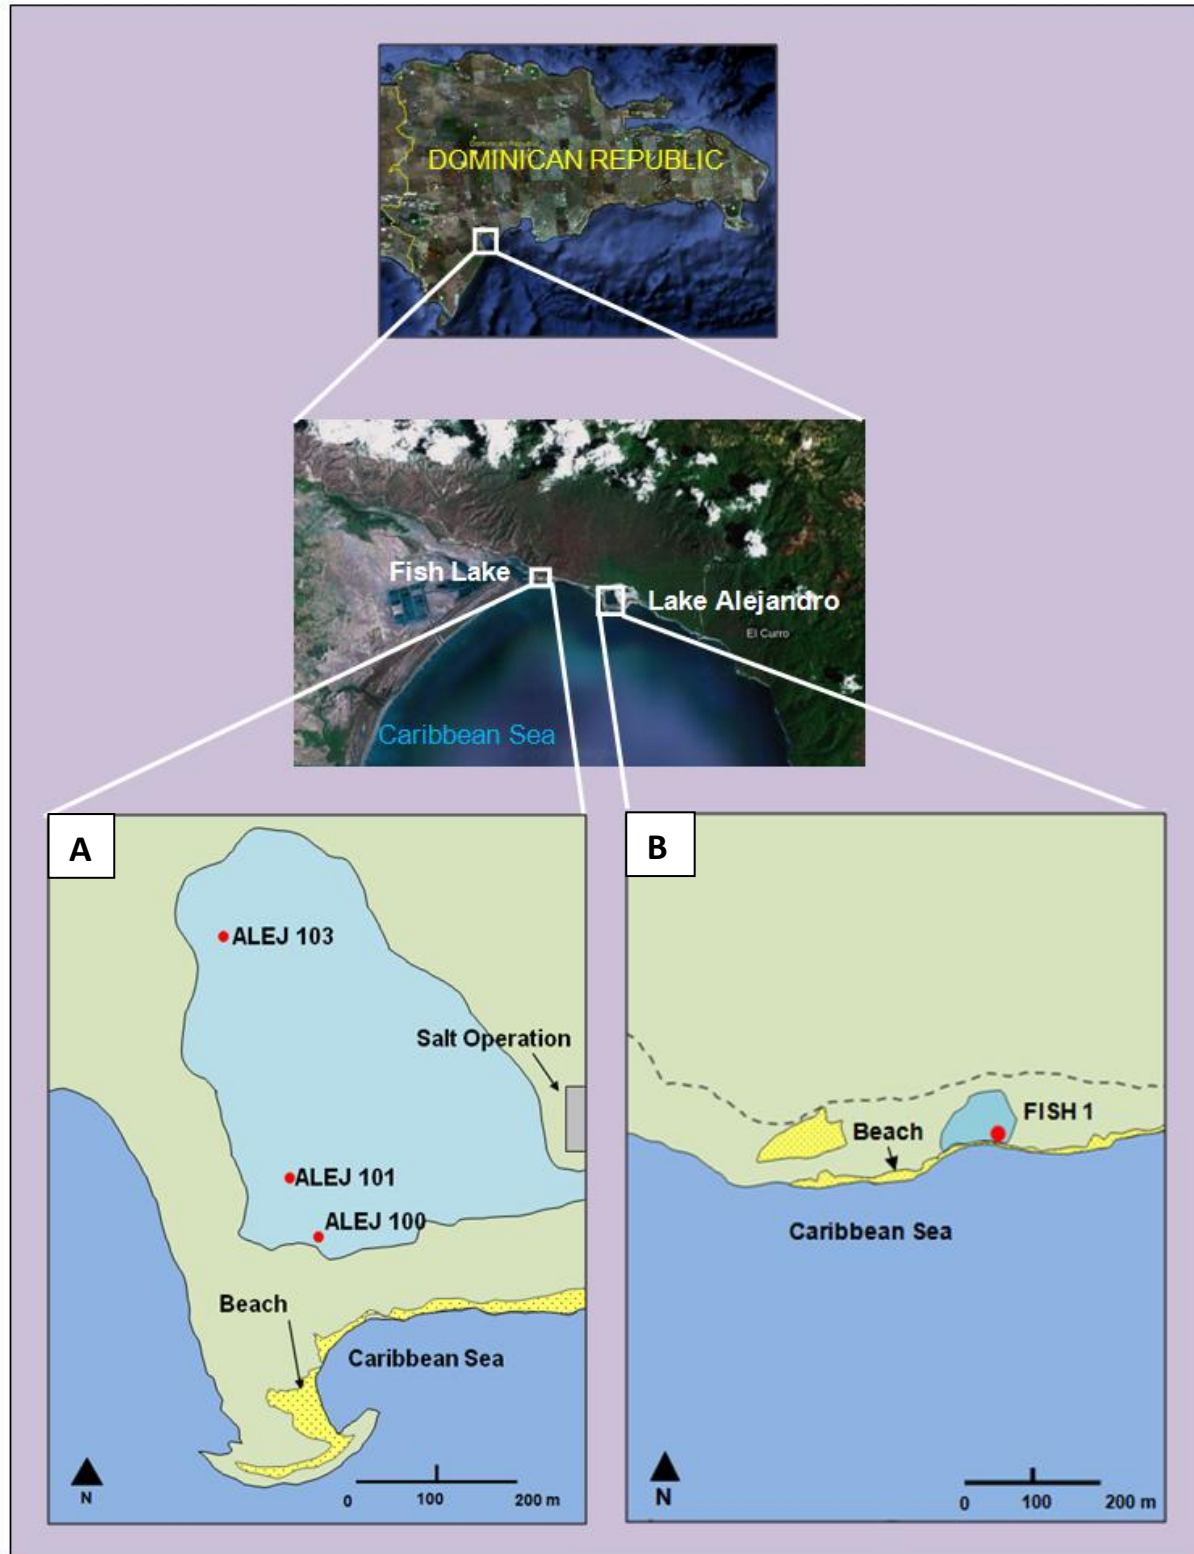 DOMINICAN REPUBLIC
Fish Lake
Lake Alejandro
El Curro
Caribbean Sea
A
ALEJ 103
Salt Operation
ALEJ 101
ALEJ 100
Beach
Caribbean Sea
N
0 100 200 m
B
FISH 1
Beach
Caribbean Sea
N
0 100 200 m